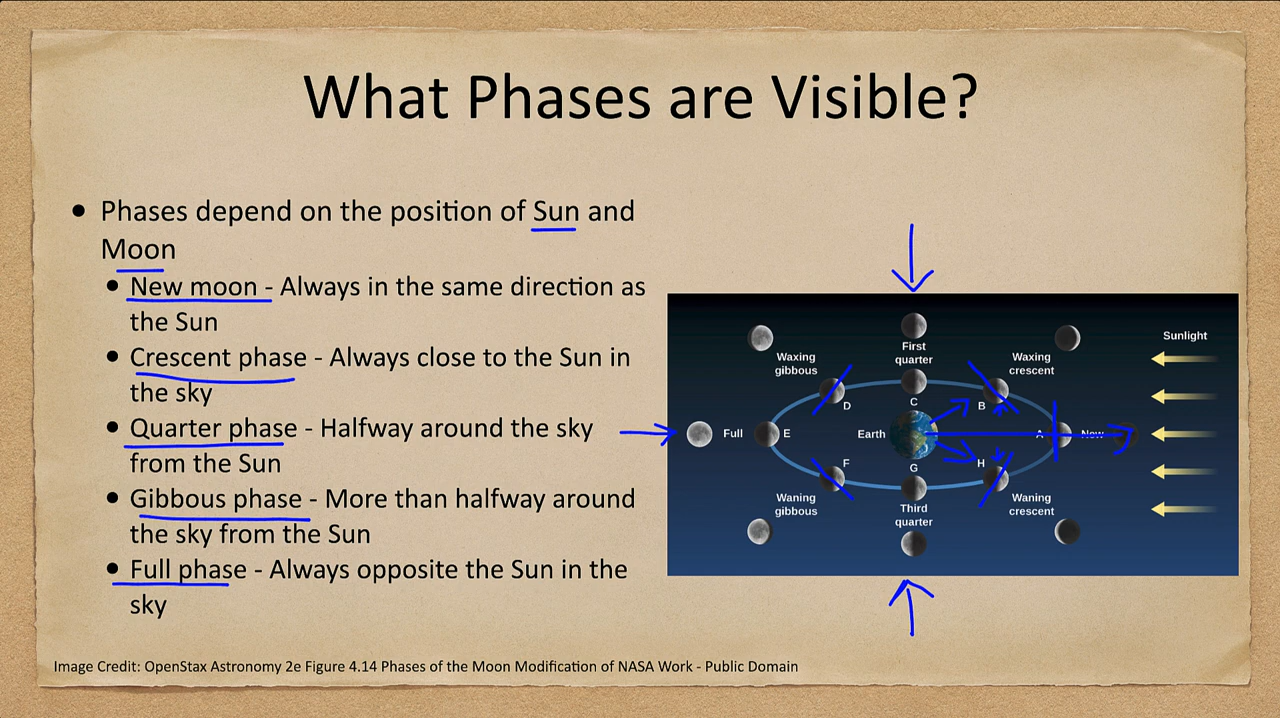 What Phases are Visible?
• Phases depend on the position of Sun and
Moon
• New moon - Always in the same direction as
the Sun
• Crescent phase - Always close to the Sun in
the sky
• Quarter phase - Halfway around the sky
from the Sun
• Gibbous phase - More than halfway around
the sky from the Sun
• Full phase - Always opposite the Sun in the
sky
Sunlight
First
quarter
Waxing
gibbous
Waxing
crescent
D
C
B
Full
E
Earth
A
New
F
G
H
Waning
gibbous
Third
quarter
Waning
crescent
Image Credit: OpenStax Astronomy 2e Figure 4.14 Phases of the Moon Modification of NASA Work - Public Domain